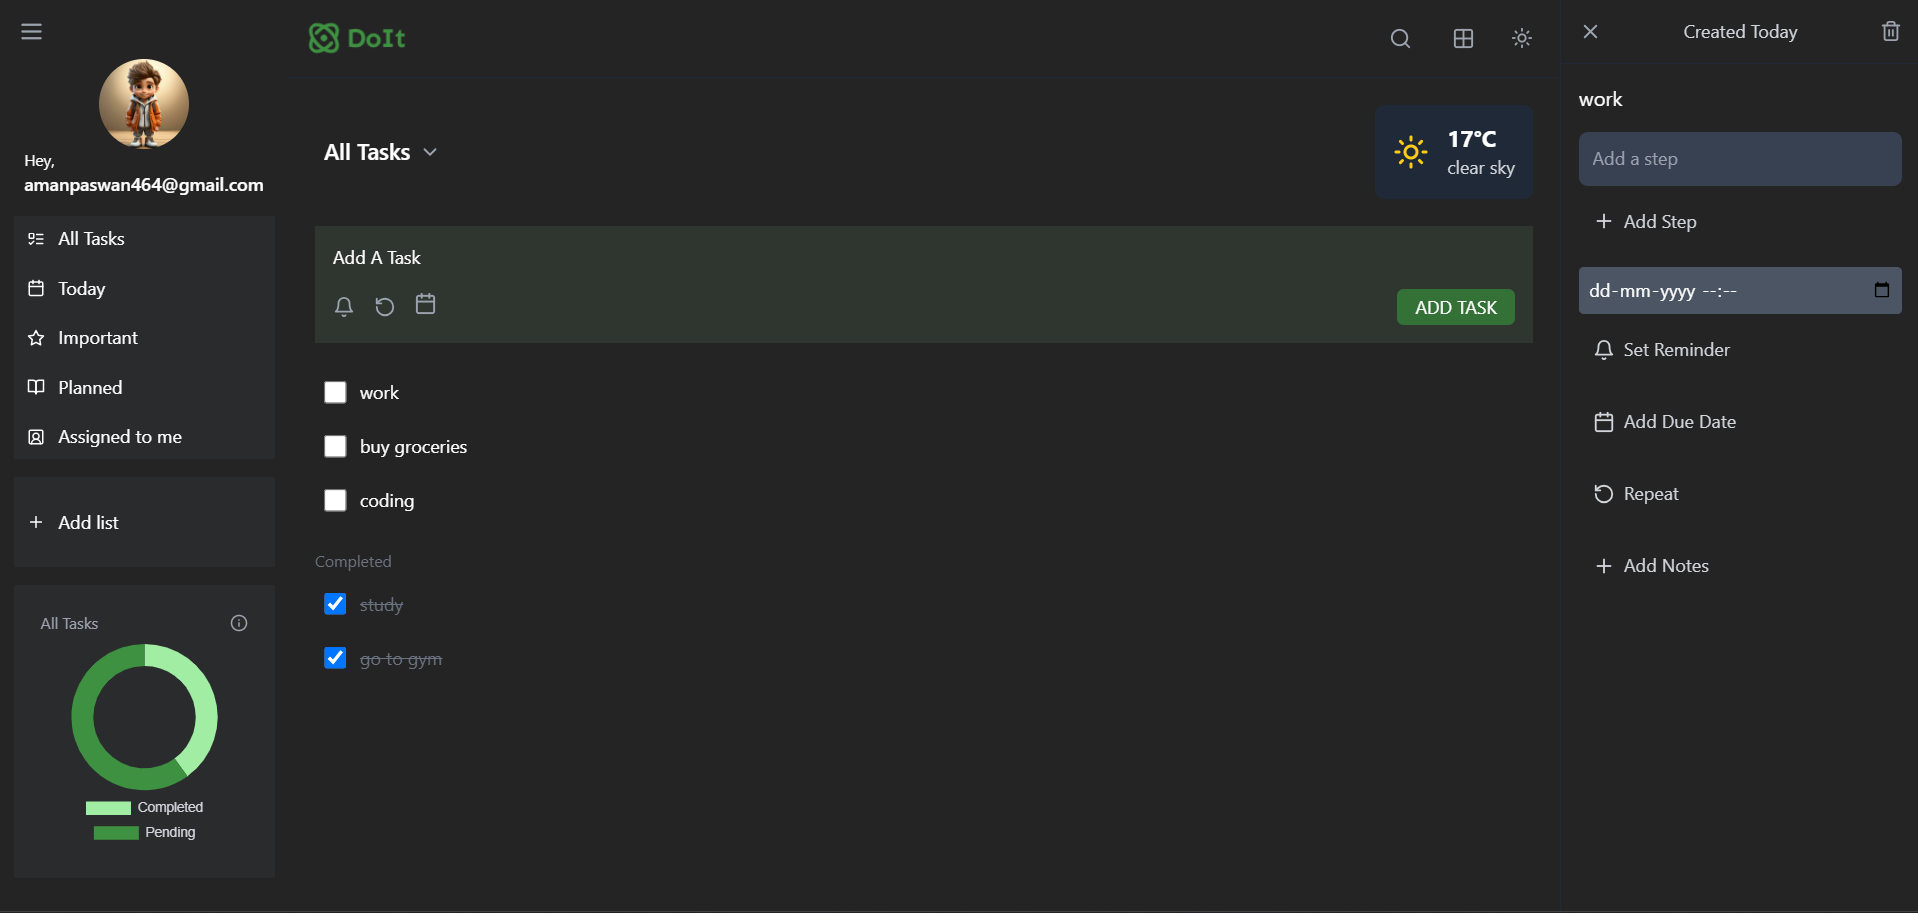 Hey,
amanpaswan464@gmail.com
All Tasks
Today
Important
Planned
Assigned to me
Add list
All Tasks
Completed
Pending
DoIt
All Tasks
17°C
clear sky
Add A Task
ADD TASK
work
buy groceries
coding
Completed
study
go to gym
Created Today
work
Add a step
Add Step
dd-mm-yyyy --:--
Set Reminder
Add Due Date
Repeat
Add Notes